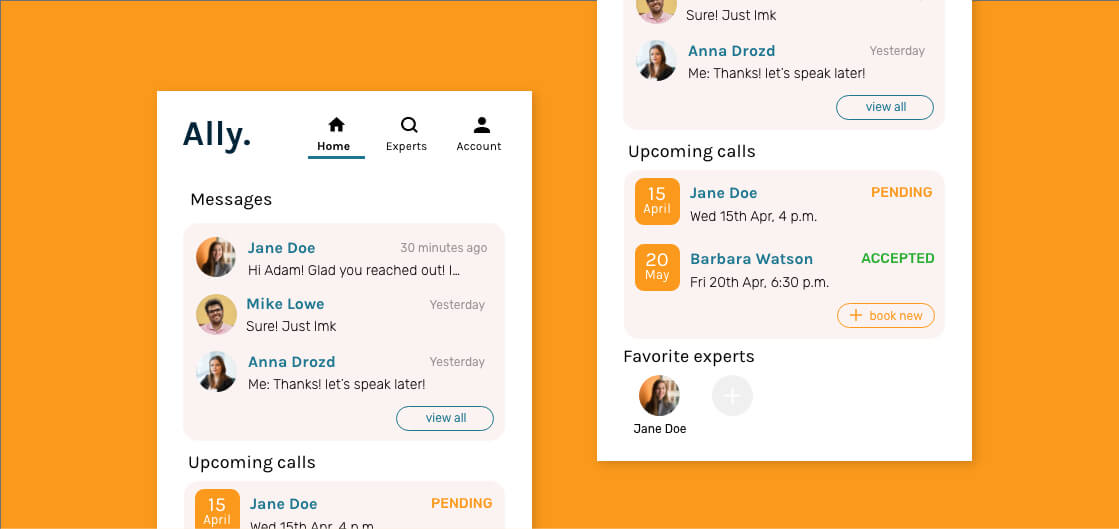 Ally.
Home
Experts
Account
Messages
Jane Doe
30 minutes ago
Hi Adam! Glad you reached out! I...
Mike Lowe
Yesterday
Sure! Just lmk
Anna Drozd
Yesterday
Me: Thanks! let's speak later!
view all
Upcoming calls
15
April
Jane Doe
PENDING
Wed 15th Apr, 4 p.m.
Sure! Just lmk
Anna Drozd
Yesterday
Me: Thanks! let's speak later!
view all
Upcoming calls
15
April
Jane Doe
PENDING
Wed 15th Apr, 4 p.m.
20
May
Barbara Watson
ACCEPTED
Fri 20th Apr, 6:30 p.m.
+ book new
Favorite experts
+
Jane Doe